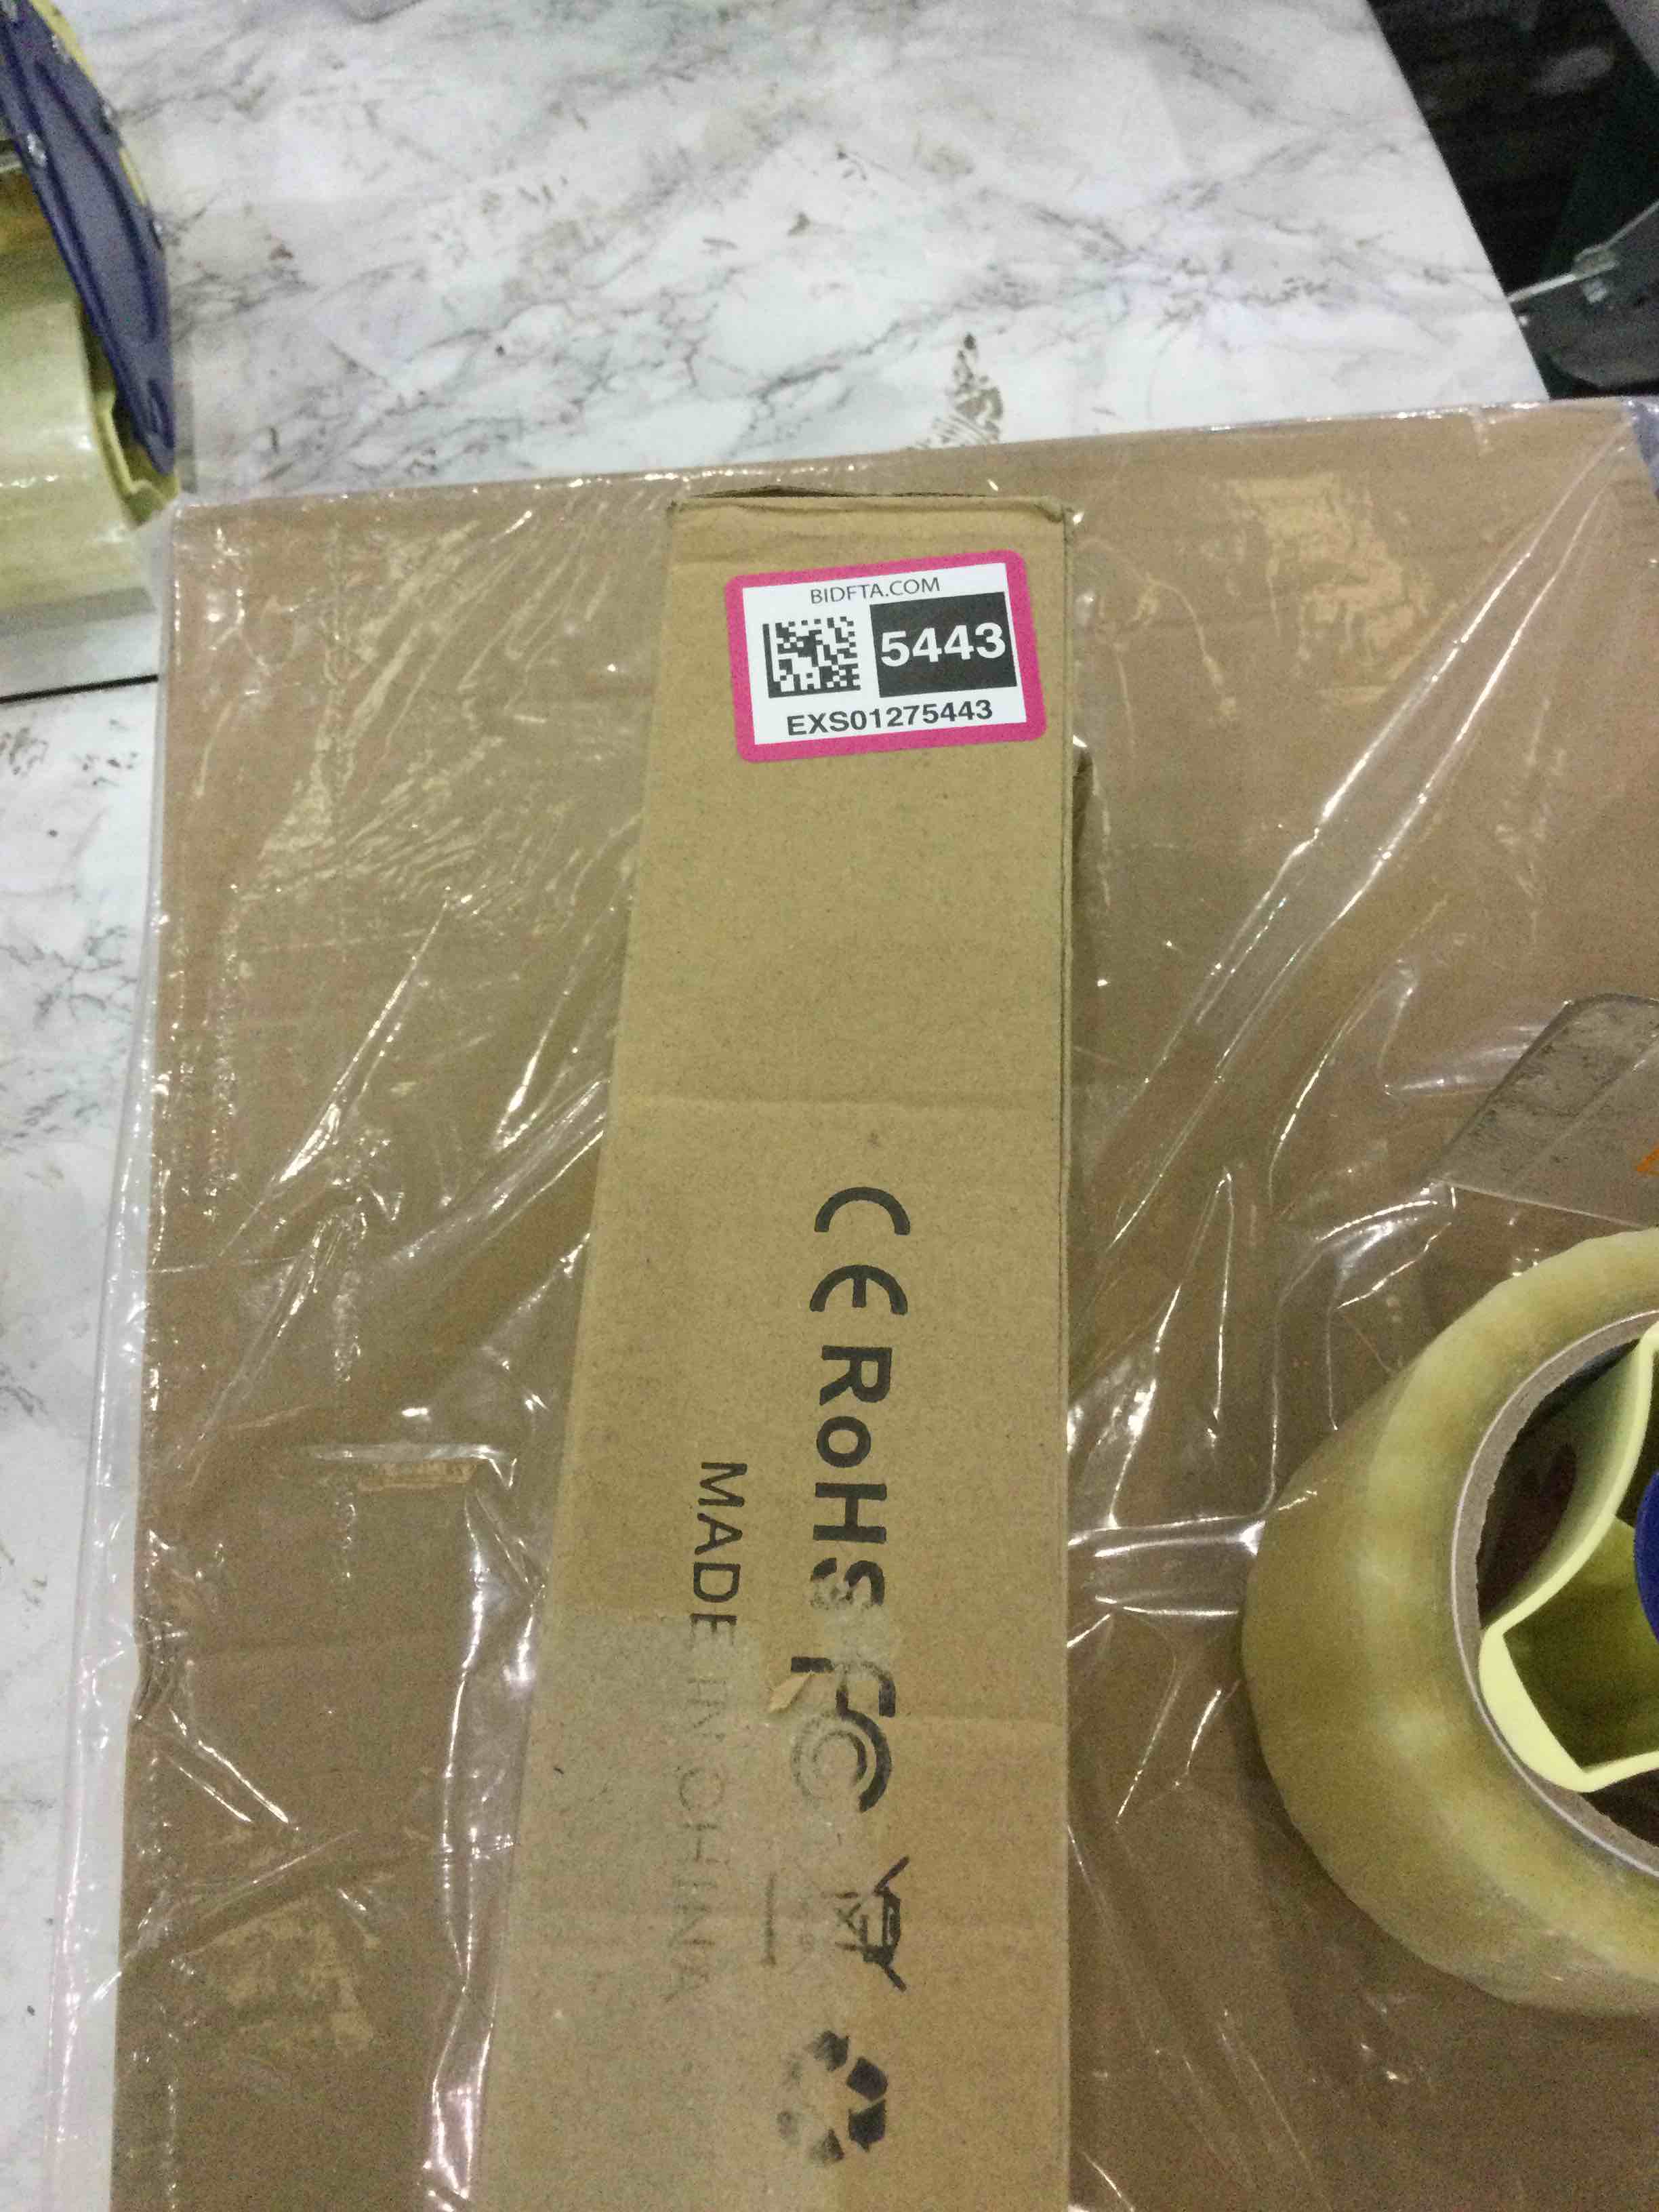 BIDFTA.COM
5443
EXS01275443
CE RoHS FC
MADE IN CHINA